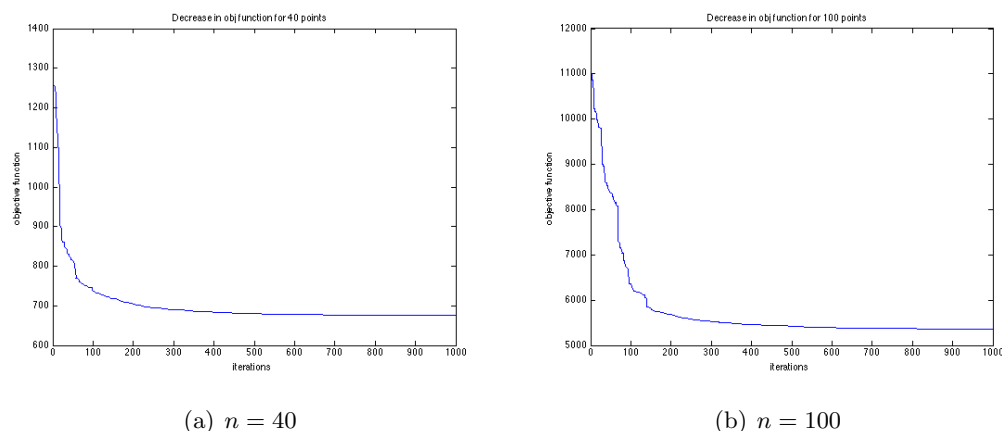 Decrease in obj function for 40 points
1400
1300
1200
1100
1000
900
800
700
600
objective function
0 100 200 300 400 500 600 700 800 900 1000
iterations
(a) n = 40
Decrease in obj function for 100 points
12000
11000
10000
9000
8000
7000
6000
5000
objective function
0 100 200 300 400 500 600 700 800 900 1000
iterations
(b) n = 100